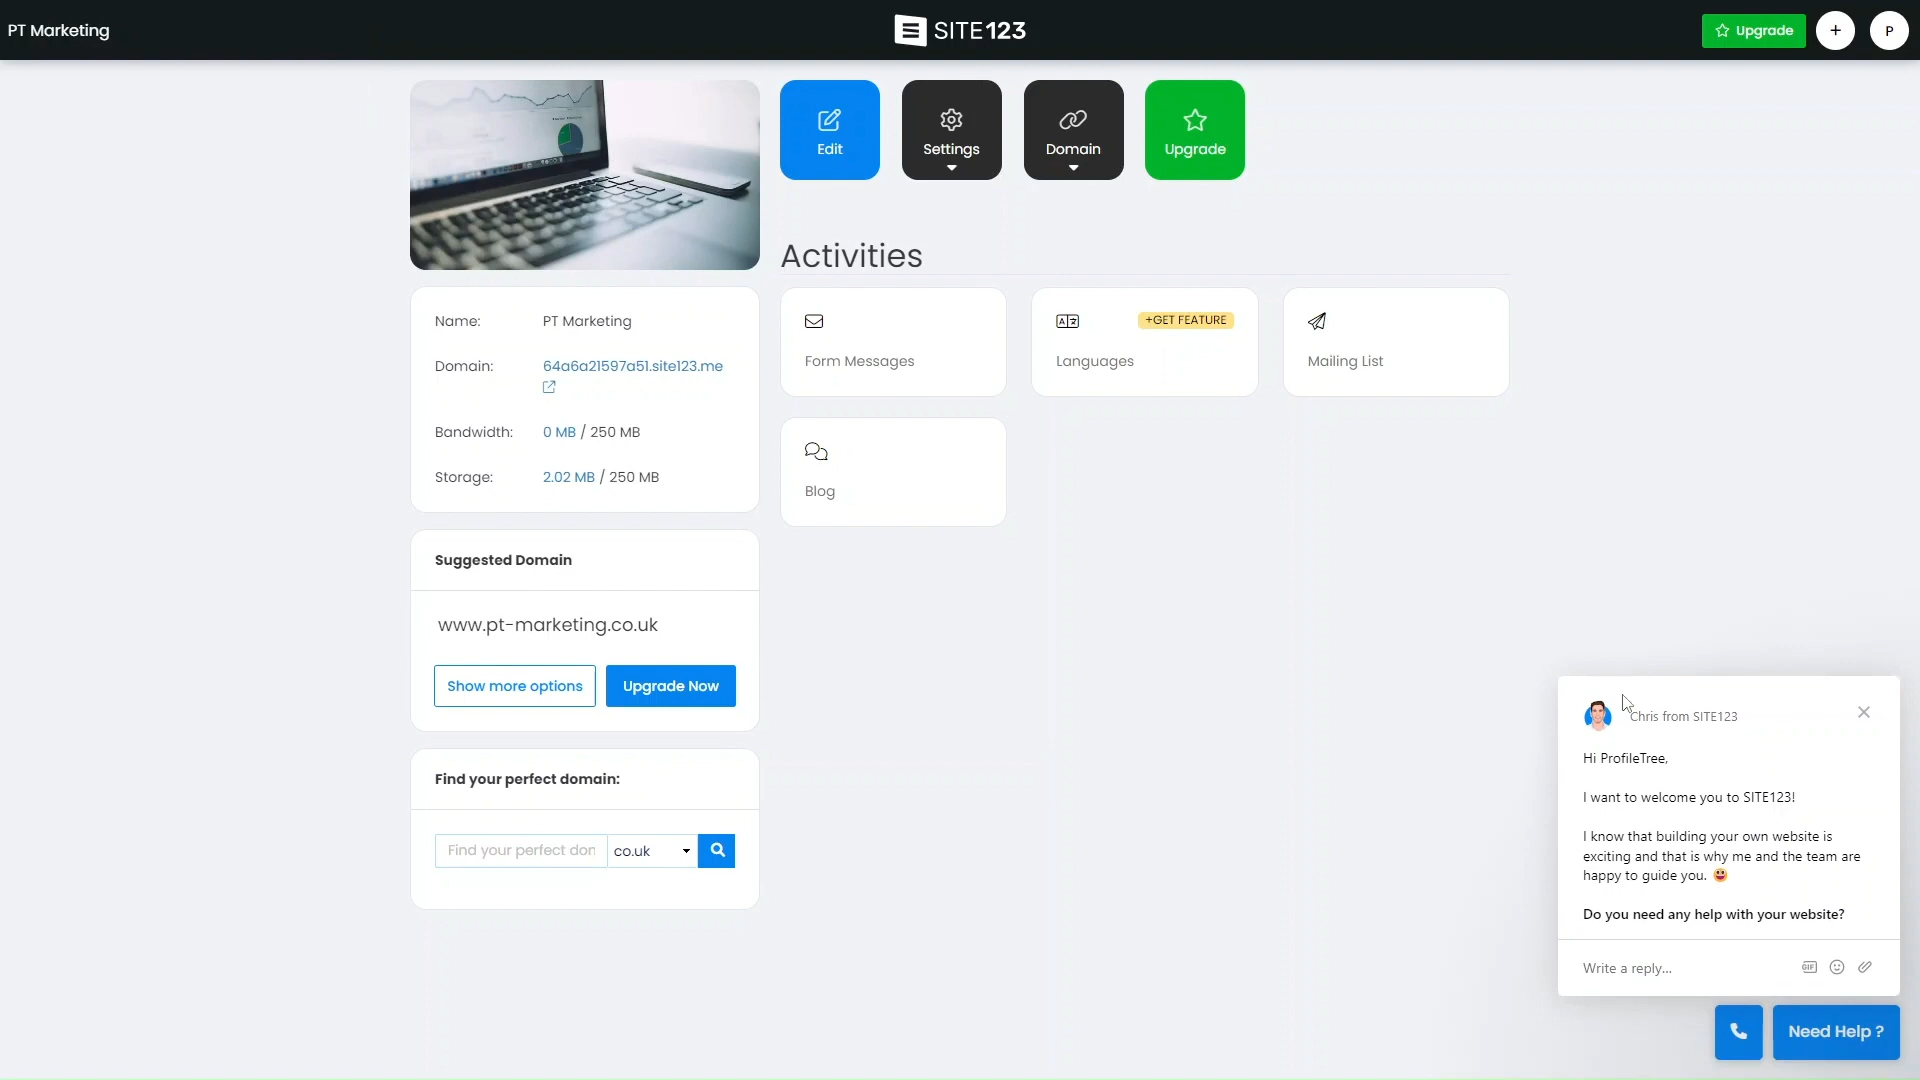 PT Marketing
SITE123
Upgrade
+
P
Edit
Settings
Domain
Upgrade
Name: PT Marketing
Domain: 64a6a21597a51.site123.me
Bandwidth: 0 MB / 250 MB
Storage: 2.02 MB / 250 MB
Suggested Domain
www.pt-marketing.co.uk
Show more options
Upgrade Now
Find your perfect domain:
Find your perfect don
co.uk
Activities
Form Messages
+GET FEATURE
Languages
Mailing List
Blog
Chris from SITE123
Hi ProfileTree,
I want to welcome you to SITE123!
I know that building your own website is
exciting and that is why me and the team are
happy to guide you. 😃
Do you need any help with your website?
Write a reply...
GIF
Need Help ?